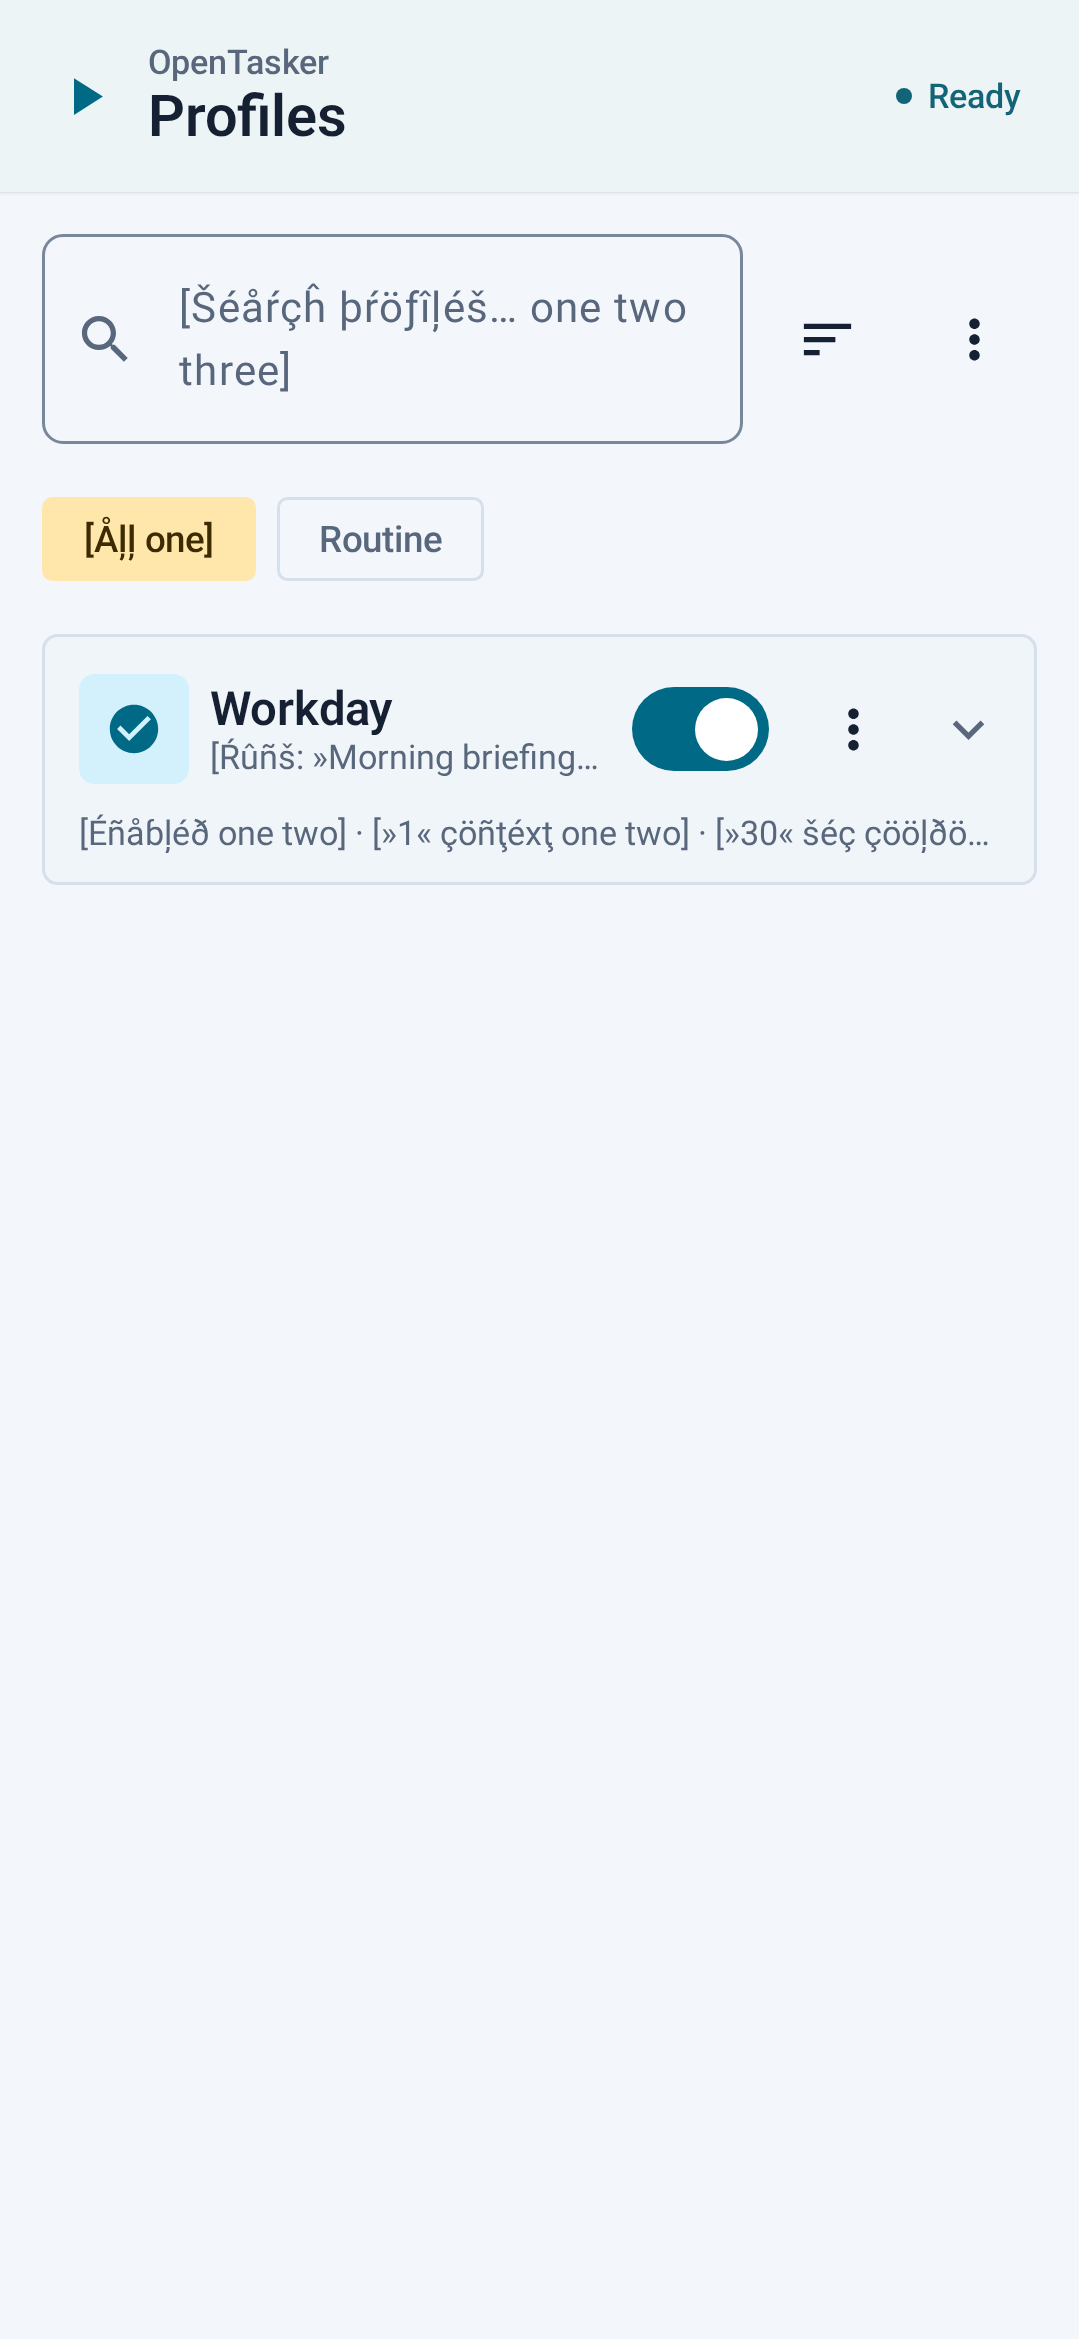 OpenTasker
Profiles
Ready
[Šéåŕçĥ þŕöƒîļéš… one two
three]
[Åļļ one]
Routine
Workday
[Ŕûñš: »Morning briefing…
[Éñåƀļéð one two] · [»1« çöñţéxţ one two] · [»30« šéç çööļðö…